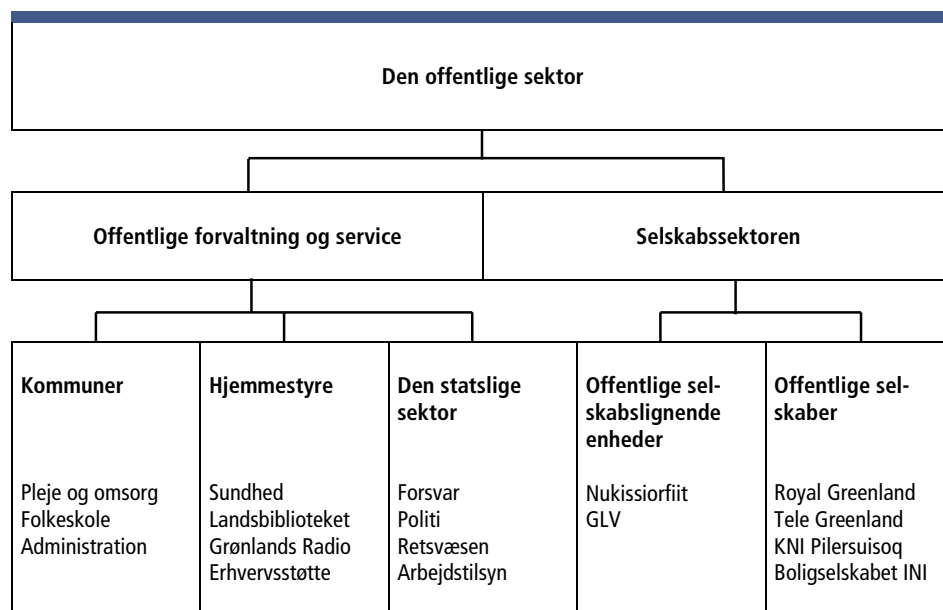 Den offentlige sektor
Offentlige forvaltning og service
Selskabssektoren
Kommuner
Pleje og omsorg
Folkeskole
Administration
Hjemmestyre
Sundhed
Landsbiblioteket
Grønlands Radio
Erhvervsstøtte
Den statslige
sektor
Forsvar
Politi
Retsvæsen
Arbejdstilsyn
Offentlige sel-
skabslignende
enheder
Nukissiorfiit
GLV
Offentlige sel-
skaber
Royal Greenland
Tele Greenland
KNI Pilersuisoq
Boligselskabet INI